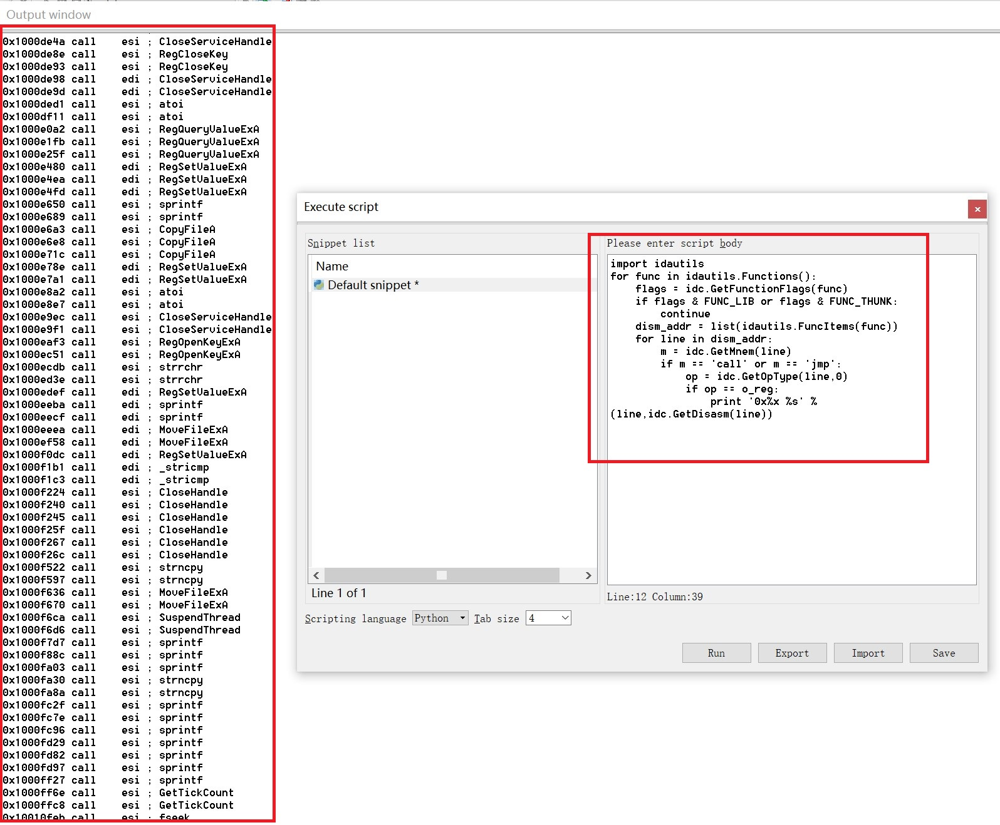 Output window
0x1000de4a call    esi ; CloseServiceHandle
0x1000de8e call    esi ; RegCloseKey
0x1000de93 call    esi ; RegCloseKey
0x1000de98 call    edi ; CloseServiceHandle
0x1000de9d call    edi ; CloseServiceHandle
0x1000ded1 call    esi ; atoi
0x1000df11 call    esi ; atoi
0x1000e0a2 call    esi ; RegQueryValueExA
0x1000e1fb call    esi ; RegQueryValueExA
0x1000e25f call    esi ; RegQueryValueExA
0x1000e480 call    edi ; RegSetValueExA
0x1000e4ea call    esi ; RegSetValueExA
0x1000e4fd call    esi ; RegSetValueExA
0x1000e650 call    esi ; sprintf
0x1000e689 call    esi ; sprintf
0x1000e6a3 call    esi ; CopyFileA
0x1000e6e8 call    esi ; CopyFileA
0x1000e71c call    esi ; CopyFileA
0x1000e78e call    esi ; RegSetValueExA
0x1000e7a1 call    esi ; RegSetValueExA
0x1000e8a2 call    esi ; atoi
0x1000e8e7 call    esi ; atoi
0x1000e9ec call    esi ; CloseServiceHandle
0x1000e9f1 call    esi ; CloseServiceHandle
0x1000eaf3 call    esi ; RegOpenKeyExA
0x1000ec51 call    esi ; RegOpenKeyExA
0x1000ecdb call    esi ; strrchr
0x1000ed3e call    esi ; strrchr
0x1000edef call    edi ; RegSetValueExA
0x1000eeba call    edi ; sprintf
0x1000eecf call    edi ; sprintf
0x1000eeea call    edi ; MoveFileExA
0x1000ef58 call    edi ; MoveFileExA
0x1000f0dc call    esi ; RegSetValueExA
0x1000f1b1 call    edi ; _stricmp
0x1000f1c3 call    edi ; _stricmp
0x1000f224 call    esi ; CloseHandle
0x1000f240 call    esi ; CloseHandle
0x1000f245 call    esi ; CloseHandle
0x1000f25f call    esi ; CloseHandle
0x1000f267 call    esi ; CloseHandle
0x1000f26c call    esi ; CloseHandle
0x1000f522 call    esi ; strncpy
0x1000f597 call    esi ; strncpy
0x1000f636 call    esi ; MoveFileExA
0x1000f670 call    esi ; MoveFileExA
0x1000f6ca call    esi ; SuspendThread
0x1000f6d6 call    esi ; SuspendThread
0x1000f7d7 call    esi ; sprintf
0x1000f88c call    esi ; sprintf
0x1000fa03 call    esi ; sprintf
0x1000fa30 call    esi ; strncpy
0x1000fa8a call    esi ; strncpy
0x1000fc2f call    esi ; sprintf
0x1000fc7e call    esi ; sprintf
0x1000fc96 call    esi ; sprintf
0x1000fd29 call    esi ; sprintf
0x1000fd82 call    esi ; sprintf
0x1000fd97 call    esi ; sprintf
0x1000ff27 call    esi ; sprintf
0x1000ff6e call    esi ; GetTickCount
0x1000ffc8 call    esi ; GetTickCount
0x10010feb call    esi ; fseek
Execute script
x
Snippet list
Name
Default snippet *
Line 1 of 1
Please enter script body
import idautils
for func in idautils.Functions():
    flags = idc.GetFunctionFlags(func)
    if flags & FUNC_LIB or flags & FUNC_THUNK:
        continue
    dism_addr = list(idautils.FuncItems(func))
    for line in dism_addr:
        m = idc.GetMnem(line)
        if m == 'call' or m == 'jmp':
            op = idc.GetOpType(line,0)
            if op == o_reg:
                print '0x%x %s' %
(line,idc.GetDisasm(line))
Line:12 Column:39
Scripting language Python Tab size 4
Run Export Import Save